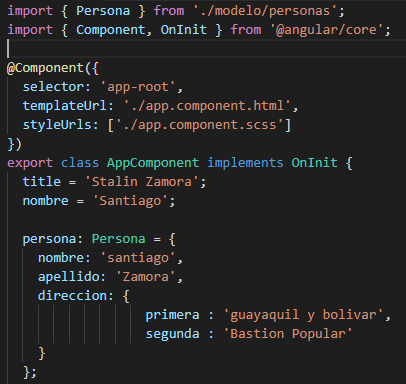 import { Persona } from './modelo/personas';
import { Component, OnInit } from '@angular/core';

@Component({
  selector: 'app-root',
  templateUrl: './app.component.html',
  styleUrls: ['./app.component.scss']
})
export class AppComponent implements OnInit {
  title = 'Stalin Zamora';
  nombre = 'Santiago';

  persona: Persona = {
    nombre: 'santiago',
    apellido: 'Zamora',
    direccion: {
                  primera : 'guayaquil y bolivar',
                  segunda : 'Bastion Popular'
    }
  };